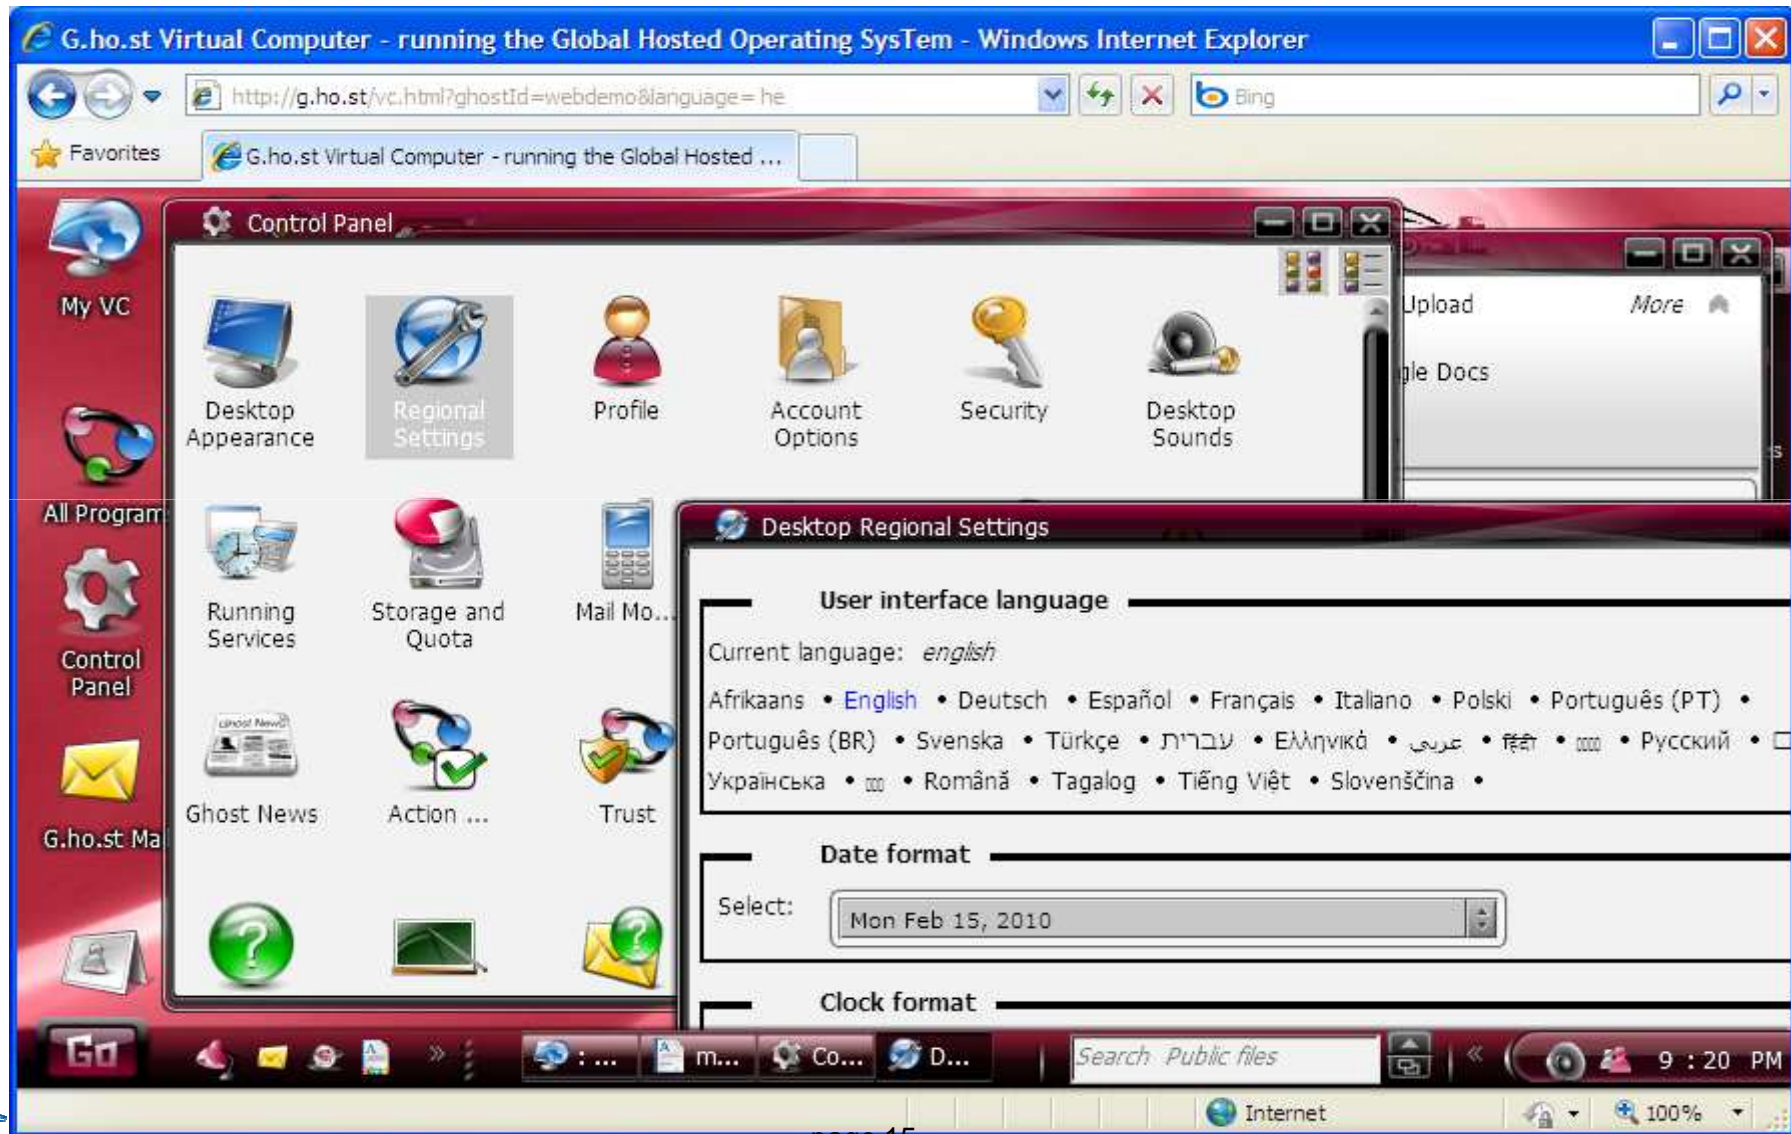 G.ho.st Virtual Computer - running the Global Hosted Operating SysTem - Windows Internet Explorer
http://g.ho.st/vc.html?ghostId=webdemo&language= he
Bing
Favorites
G.ho.st Virtual Computer - running the Global Hosted ...
Control Panel
My VC
Upload
More
gle Docs
Desktop
Appearance
Regional
Settings
Profile
Account
Options
Security
Desktop
Sounds
All Program
Desktop Regional Settings
Control
Panel
Running
Services
Storage and
Quota
Mail Mo...
User interface language
Current language: english
Afrikaans • English • Deutsch • Español • Français • Italiano • Polski • Português (PT) •
Português (BR) • Svenska • Türkçe • עברית • Ελληνικά • عربي • हिंदी • • Русский •
Українська • • Română • Tagalog • Tiếng Việt • Slovenščina •
Ghost News
Action ...
Trust
G.ho.st Mai
Date format
Select:
Mon Feb 15, 2010
Clock format
Go
: ...
m...
Co...
D...
Search Public files
9 : 20 PM
Internet
100%
page 15